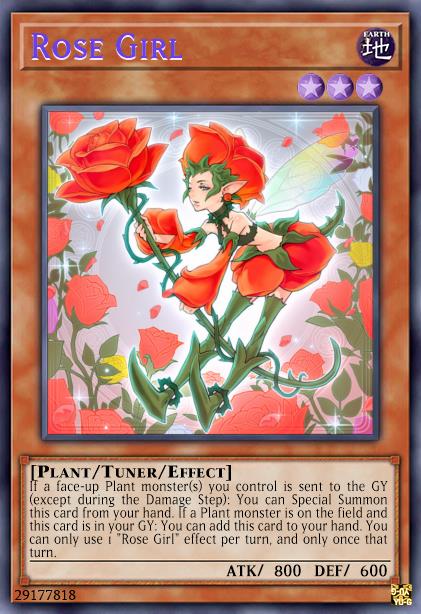 ROSE GIRL
EARTH
地
[PLANT/TUNER/EFFECT]
If a face-up Plant monster(s) you control is sent to the GY
(except during the Damage Step): You can Special Summon
this card from your hand. If a Plant monster is on the field and
this card is in your GY: You can add this card to your hand. You
can only use 1 "Rose Girl" effect per turn, and only once that
turn.
ATK/ 800 DEF/ 600
29177818